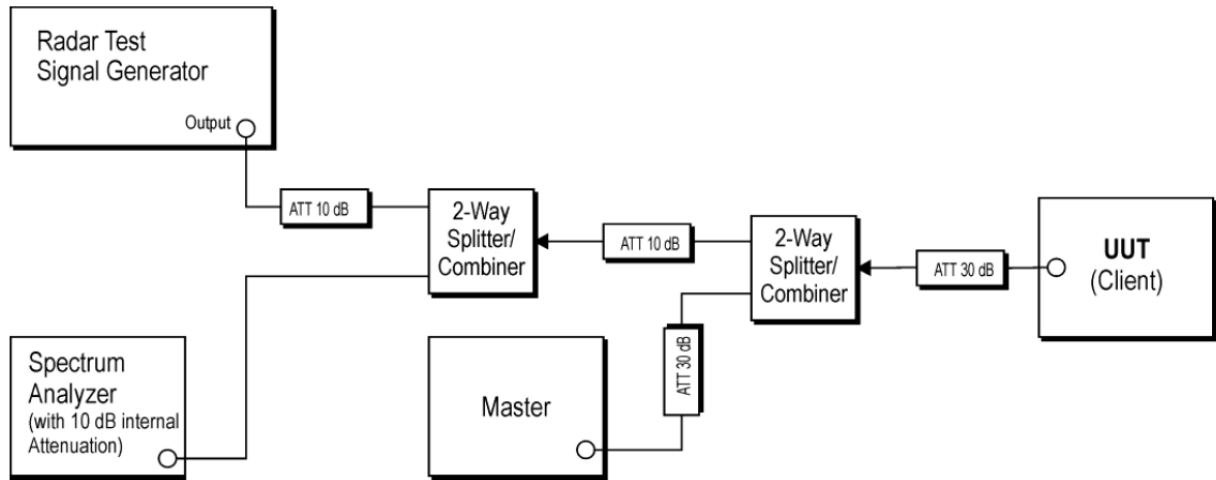 Radar Test
Signal Generator
Output
ATT 10 dB
2-Way
Splitter/
Combiner
ATT 10 dB
2-Way
Splitter/
Combiner
ATT 30 dB
UUT
(Client)
Spectrum
Analyzer
(with 10 dB internal
Attenuation)
Master
ATT 30 dB